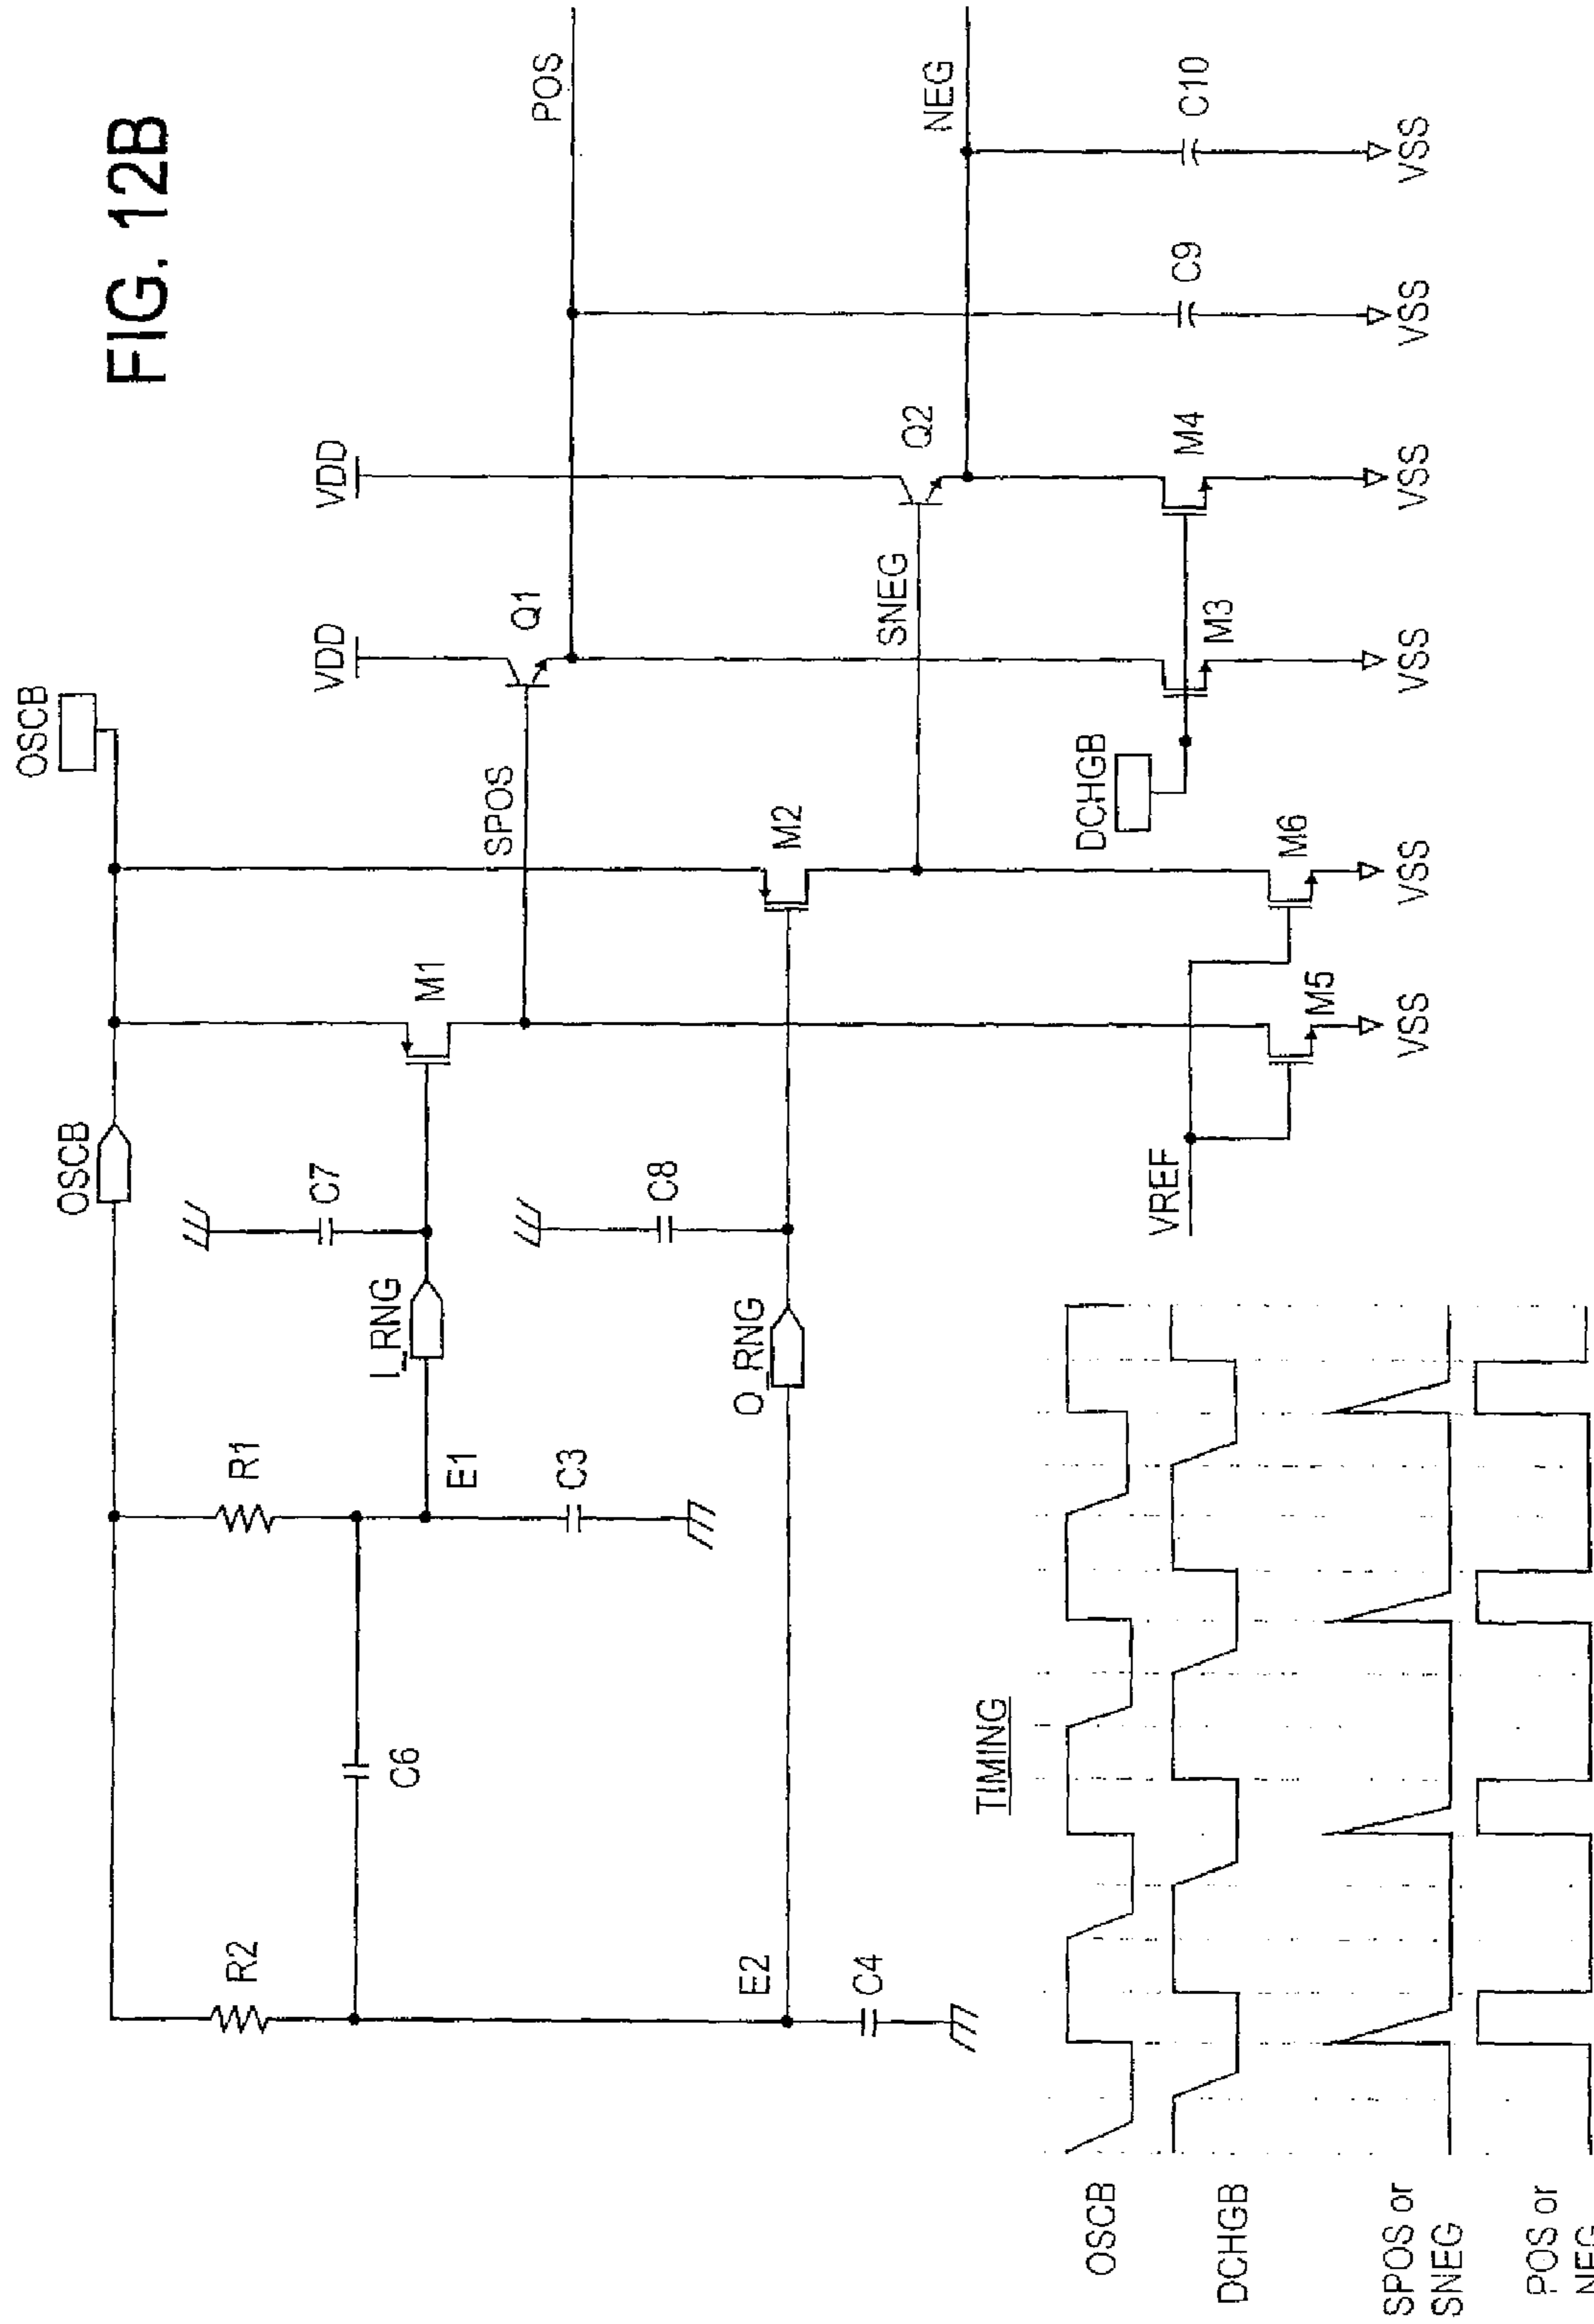 OSCB
OSCB
FIG. 12B
R2
R1
C7
VDD
VDD
I_RNG
M1
C6
E1
SPOS
Q1
POS
C3
C8
E2
O_RNG
M2
C4
SNEG
Q2
NEG
TIMING
OSCB
DCHGB
VREF
DCHGB
M3
M4
C9
C10
M5
M6
SPOS or
SNEG
VSS
VSS
VSS
VSS
VSS
VSS
POS or
NEG